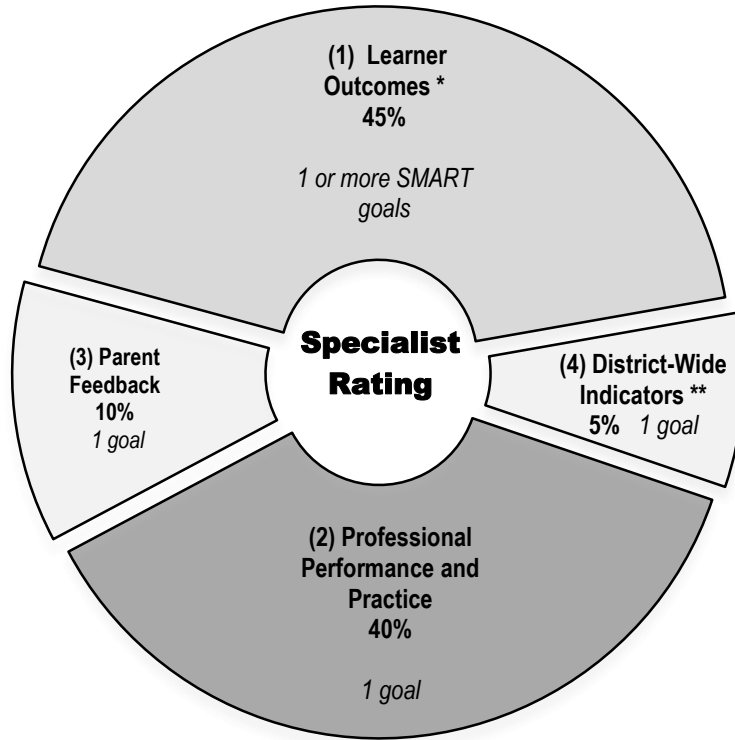 (1) Learner
Outcomes *
45%
1 or more SMART
goals
Specialist
Rating
(3) Parent
Feedback
10%
1 goal
(4) District-Wide
Indicators **
5% 1 goal
(2) Professional
Performance and
Practice
40%
1 goal